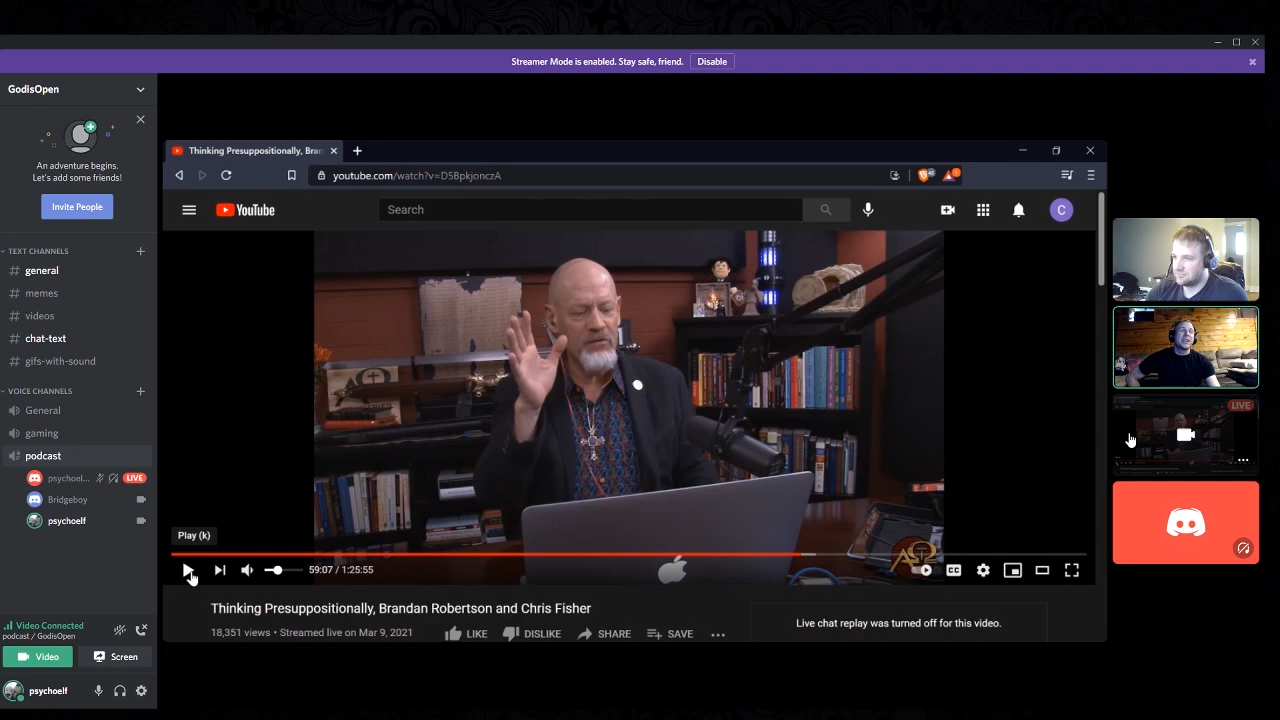 Streamer Mode is enabled. Stay safe, friend. Disable
GodisOpen
An adventure begins.
Let's add some friends!
Invite People
TEXT CHANNELS
# general
# memes
# videos
# chat-text
# gifs-with-sound
VOICE CHANNELS
General
gaming
podcast
psychoel... LIVE
Bridgeboy
psychoelf
Video Connected
podcast / GodisOpen
Video Screen
psychoelf
Thinking Presuppositionally, Bran
youtube.com/watch?v=D5BpkjonczA
YouTube
Search
C
Play (k)
59:07 / 1:25:55
CC
Thinking Presuppositionally, Brandan Robertson and Chris Fisher
18,351 views • Streamed live on Mar 9, 2021 LIKE DISLIKE SHARE SAVE
Live chat replay was turned off for this video.
LIVE